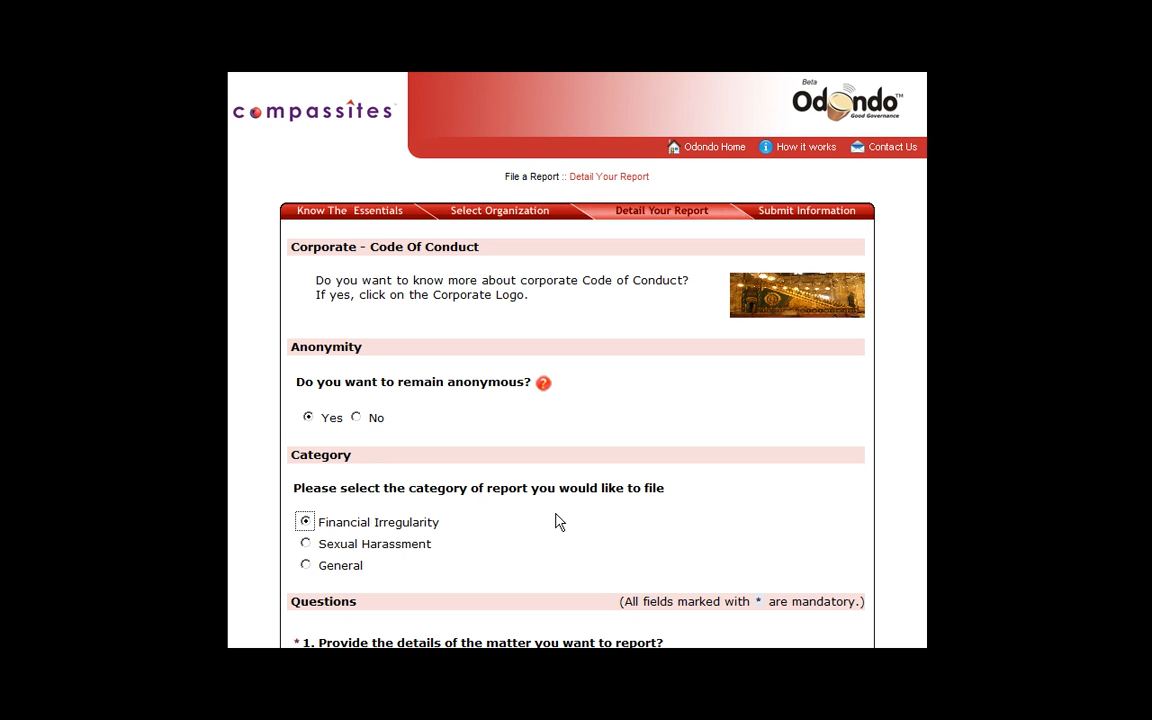 Beta
compassites
Odondo™
Good Governance
Odondo Home How it works Contact Us
File a Report :: Detail Your Report
Know The Essentials Select Organization Detail Your Report Submit Information
Corporate - Code Of Conduct
Do you want to know more about corporate Code of Conduct?
If yes, click on the Corporate Logo.
Anonymity
Do you want to remain anonymous? ?
Yes No
Category
Please select the category of report you would like to file
Financial Irregularity
Sexual Harassment
General
Questions (All fields marked with * are mandatory.)
* 1. Provide the details of the matter you want to report?